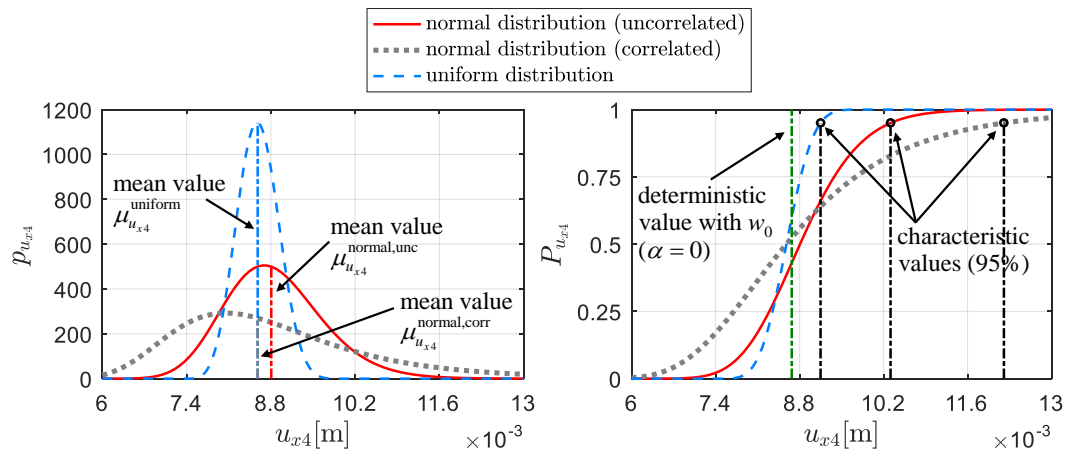 normal distribution (uncorrelated)
normal distribution (correlated)
uniform distribution
1200
1000
800
600
400
200
0
p_{u_{x4}}
mean value
μ_{u_{x4}}^{uniform}
mean value
μ_{u_{x4}}^{normal,unc}
mean value
μ_{u_{x4}}^{normal,corr}
6 7.4 8.8 10.2 11.6 13
u_{x4}[m]
×10^{-3}
1
0.75
0.5
0.25
0
P_{u_{x4}}
deterministic
value with w_0
(α = 0)
characteristic
values (95%)
6 7.4 8.8 10.2 11.6 13
u_{x4}[m]
×10^{-3}